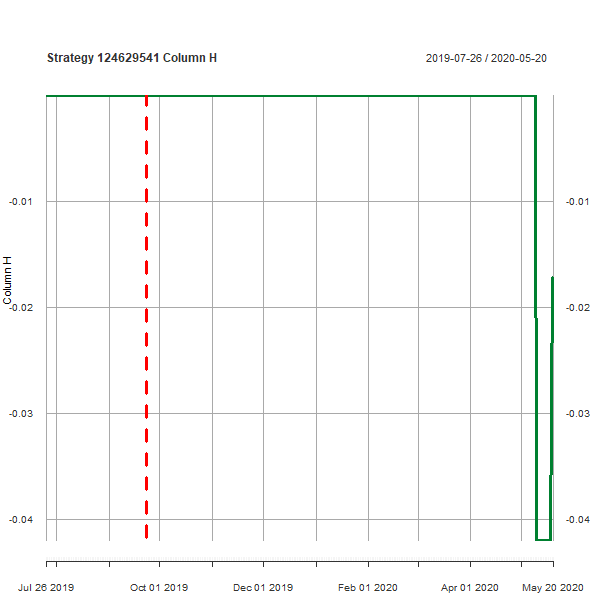 Strategy 124629541 Column H
2019-07-26 / 2020-05-20
-0.01
-0.01
Column H
-0.02
-0.02
-0.03
-0.03
-0.04
-0.04
Jul 26 2019
Oct 01 2019
Dec 01 2019
Feb 01 2020
Apr 01 2020
May 20 2020